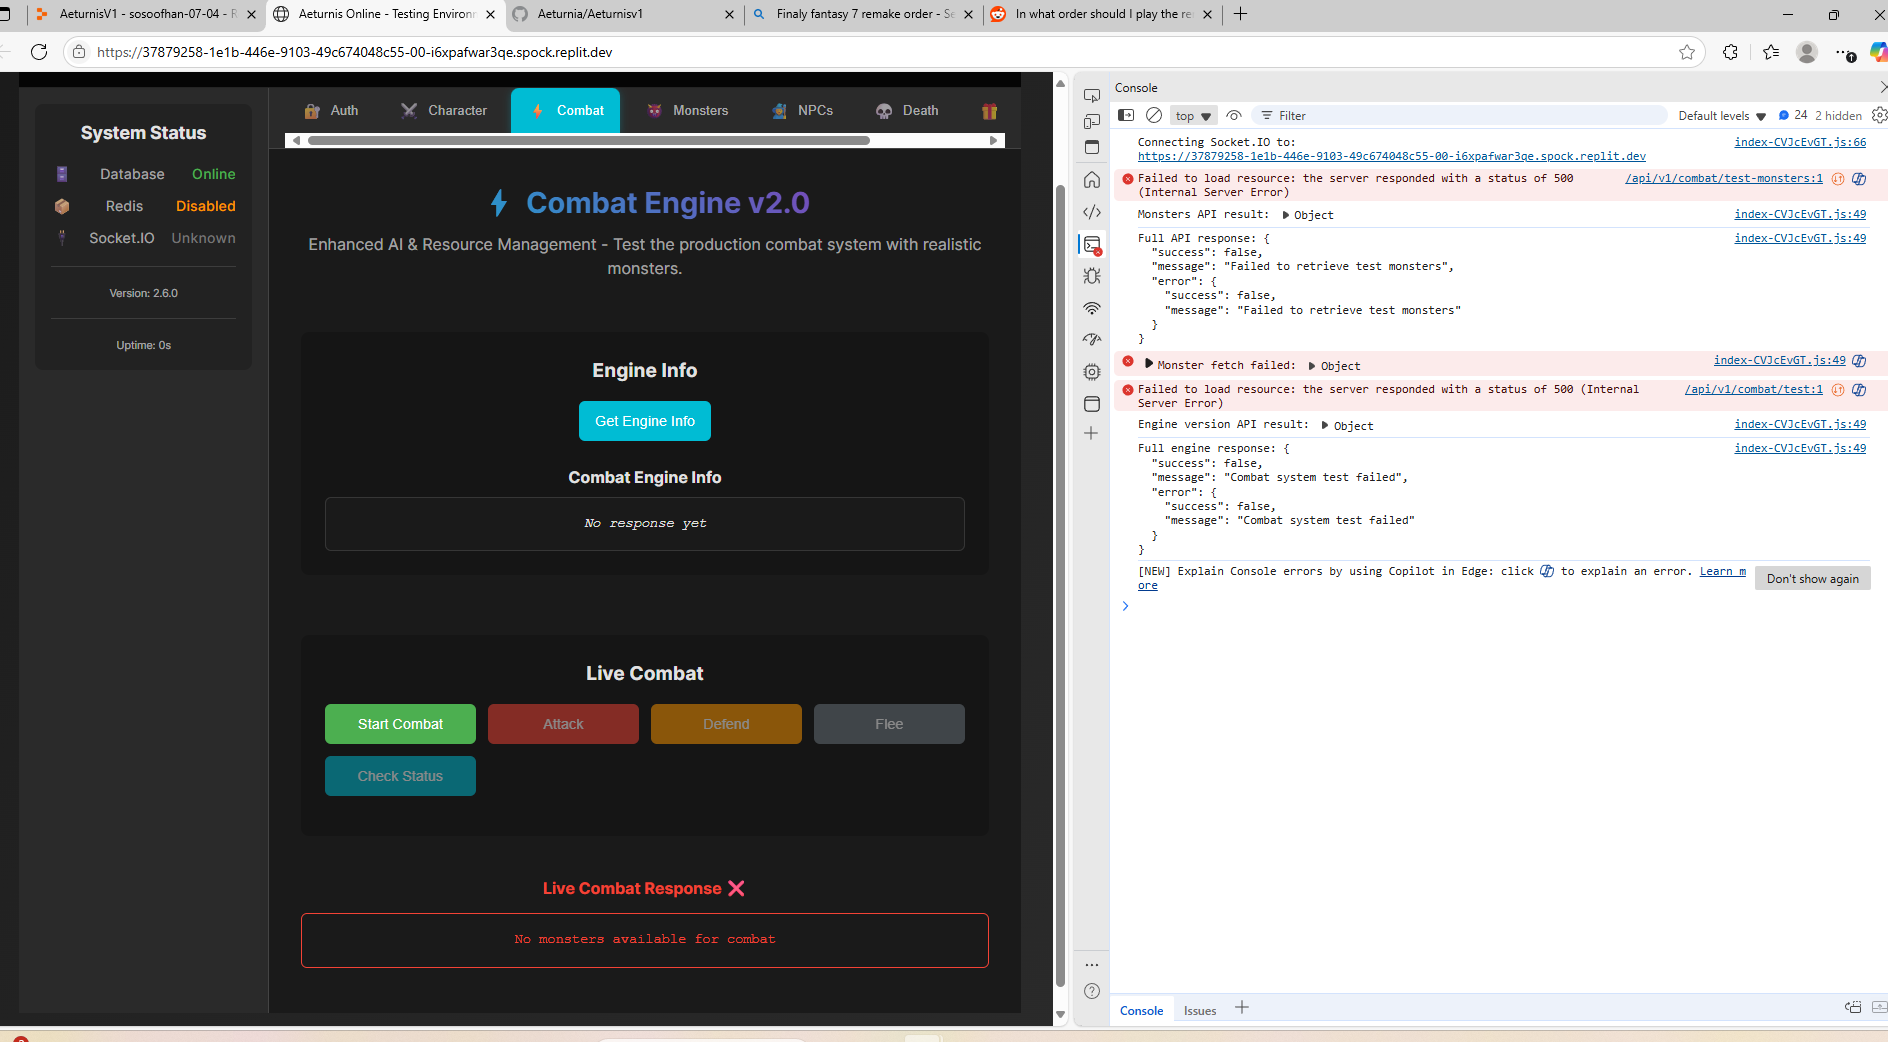 AeturnisV1 - sosoofhan-07-04 - R
Aeturnis Online - Testing Environm
Aeturnia/Aeturnisv1
Finaly fantasy 7 remake order - Se
In what order should I play the re
https://37879258-1e1b-446e-9103-49c674048c55-00-i6xpafwar3qe.spock.replit.dev
System Status
Database Online
Redis Disabled
Socket.IO Unknown
Version: 2.6.0
Uptime: 0s
Auth Character Combat Monsters NPCs Death
Combat Engine v2.0
Enhanced AI & Resource Management - Test the production combat system with realistic
monsters.
Engine Info
Get Engine Info
Combat Engine Info
No response yet
Live Combat
Start Combat Attack Defend Flee
Check Status
Live Combat Response ❌
No monsters available for combat
Console
top Filter Default levels 24 2 hidden
Connecting Socket.IO to: index-CVJcEvGT.js:66
https://37879258-1e1b-446e-9103-49c674048c55-00-i6xpafwar3qe.spock.replit.dev
Failed to load resource: the server responded with a status of 500 /api/v1/combat/test-monsters:1
(Internal Server Error)
Monsters API result: Object index-CVJcEvGT.js:49
Full API response: { index-CVJcEvGT.js:49
"success": false,
"message": "Failed to retrieve test monsters",
"error": {
"success": false,
"message": "Failed to retrieve test monsters"
}
}
Monster fetch failed: Object index-CVJcEvGT.js:49
Failed to load resource: the server responded with a status of 500 (Internal /api/v1/combat/test:1
Server Error)
Engine version API result: Object index-CVJcEvGT.js:49
Full engine response: { index-CVJcEvGT.js:49
"success": false,
"message": "Combat system test failed",
"error": {
"success": false,
"message": "Combat system test failed"
}
}
[NEW] Explain Console errors by using Copilot in Edge: click to explain an error. Learn m
ore
Don't show again
Console Issues